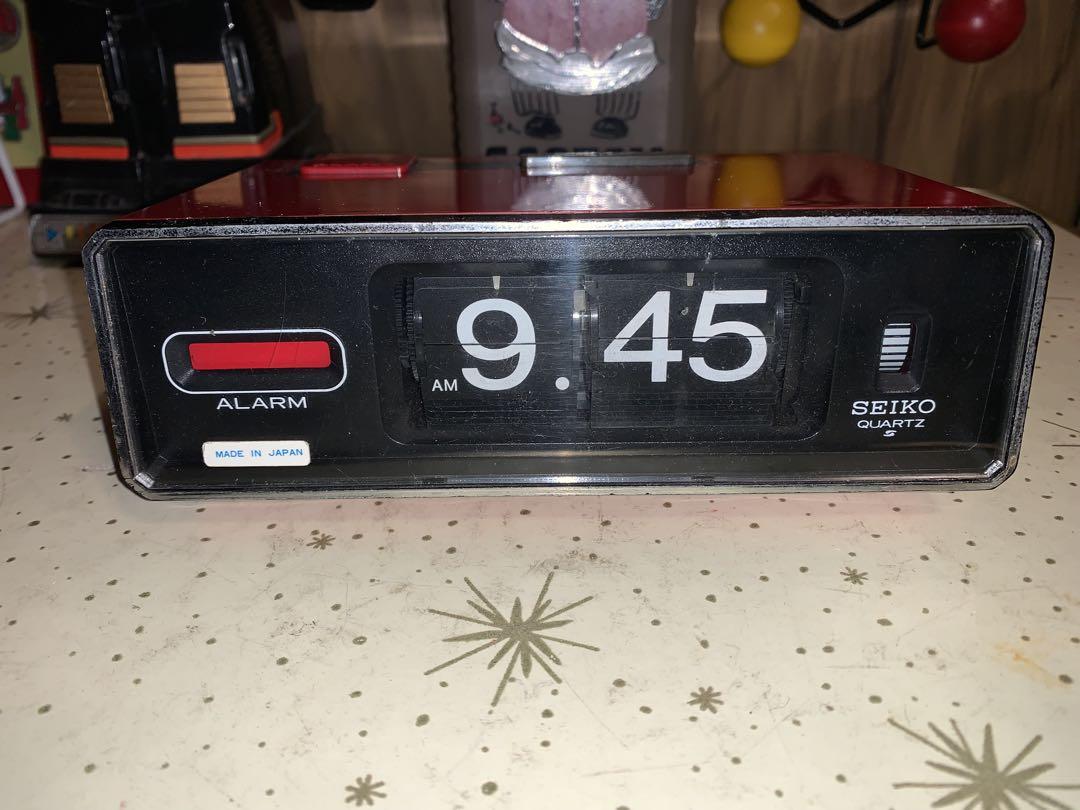 AM 9. 45
ALARM
MADE IN JAPAN
SEIKO
QUARTZ